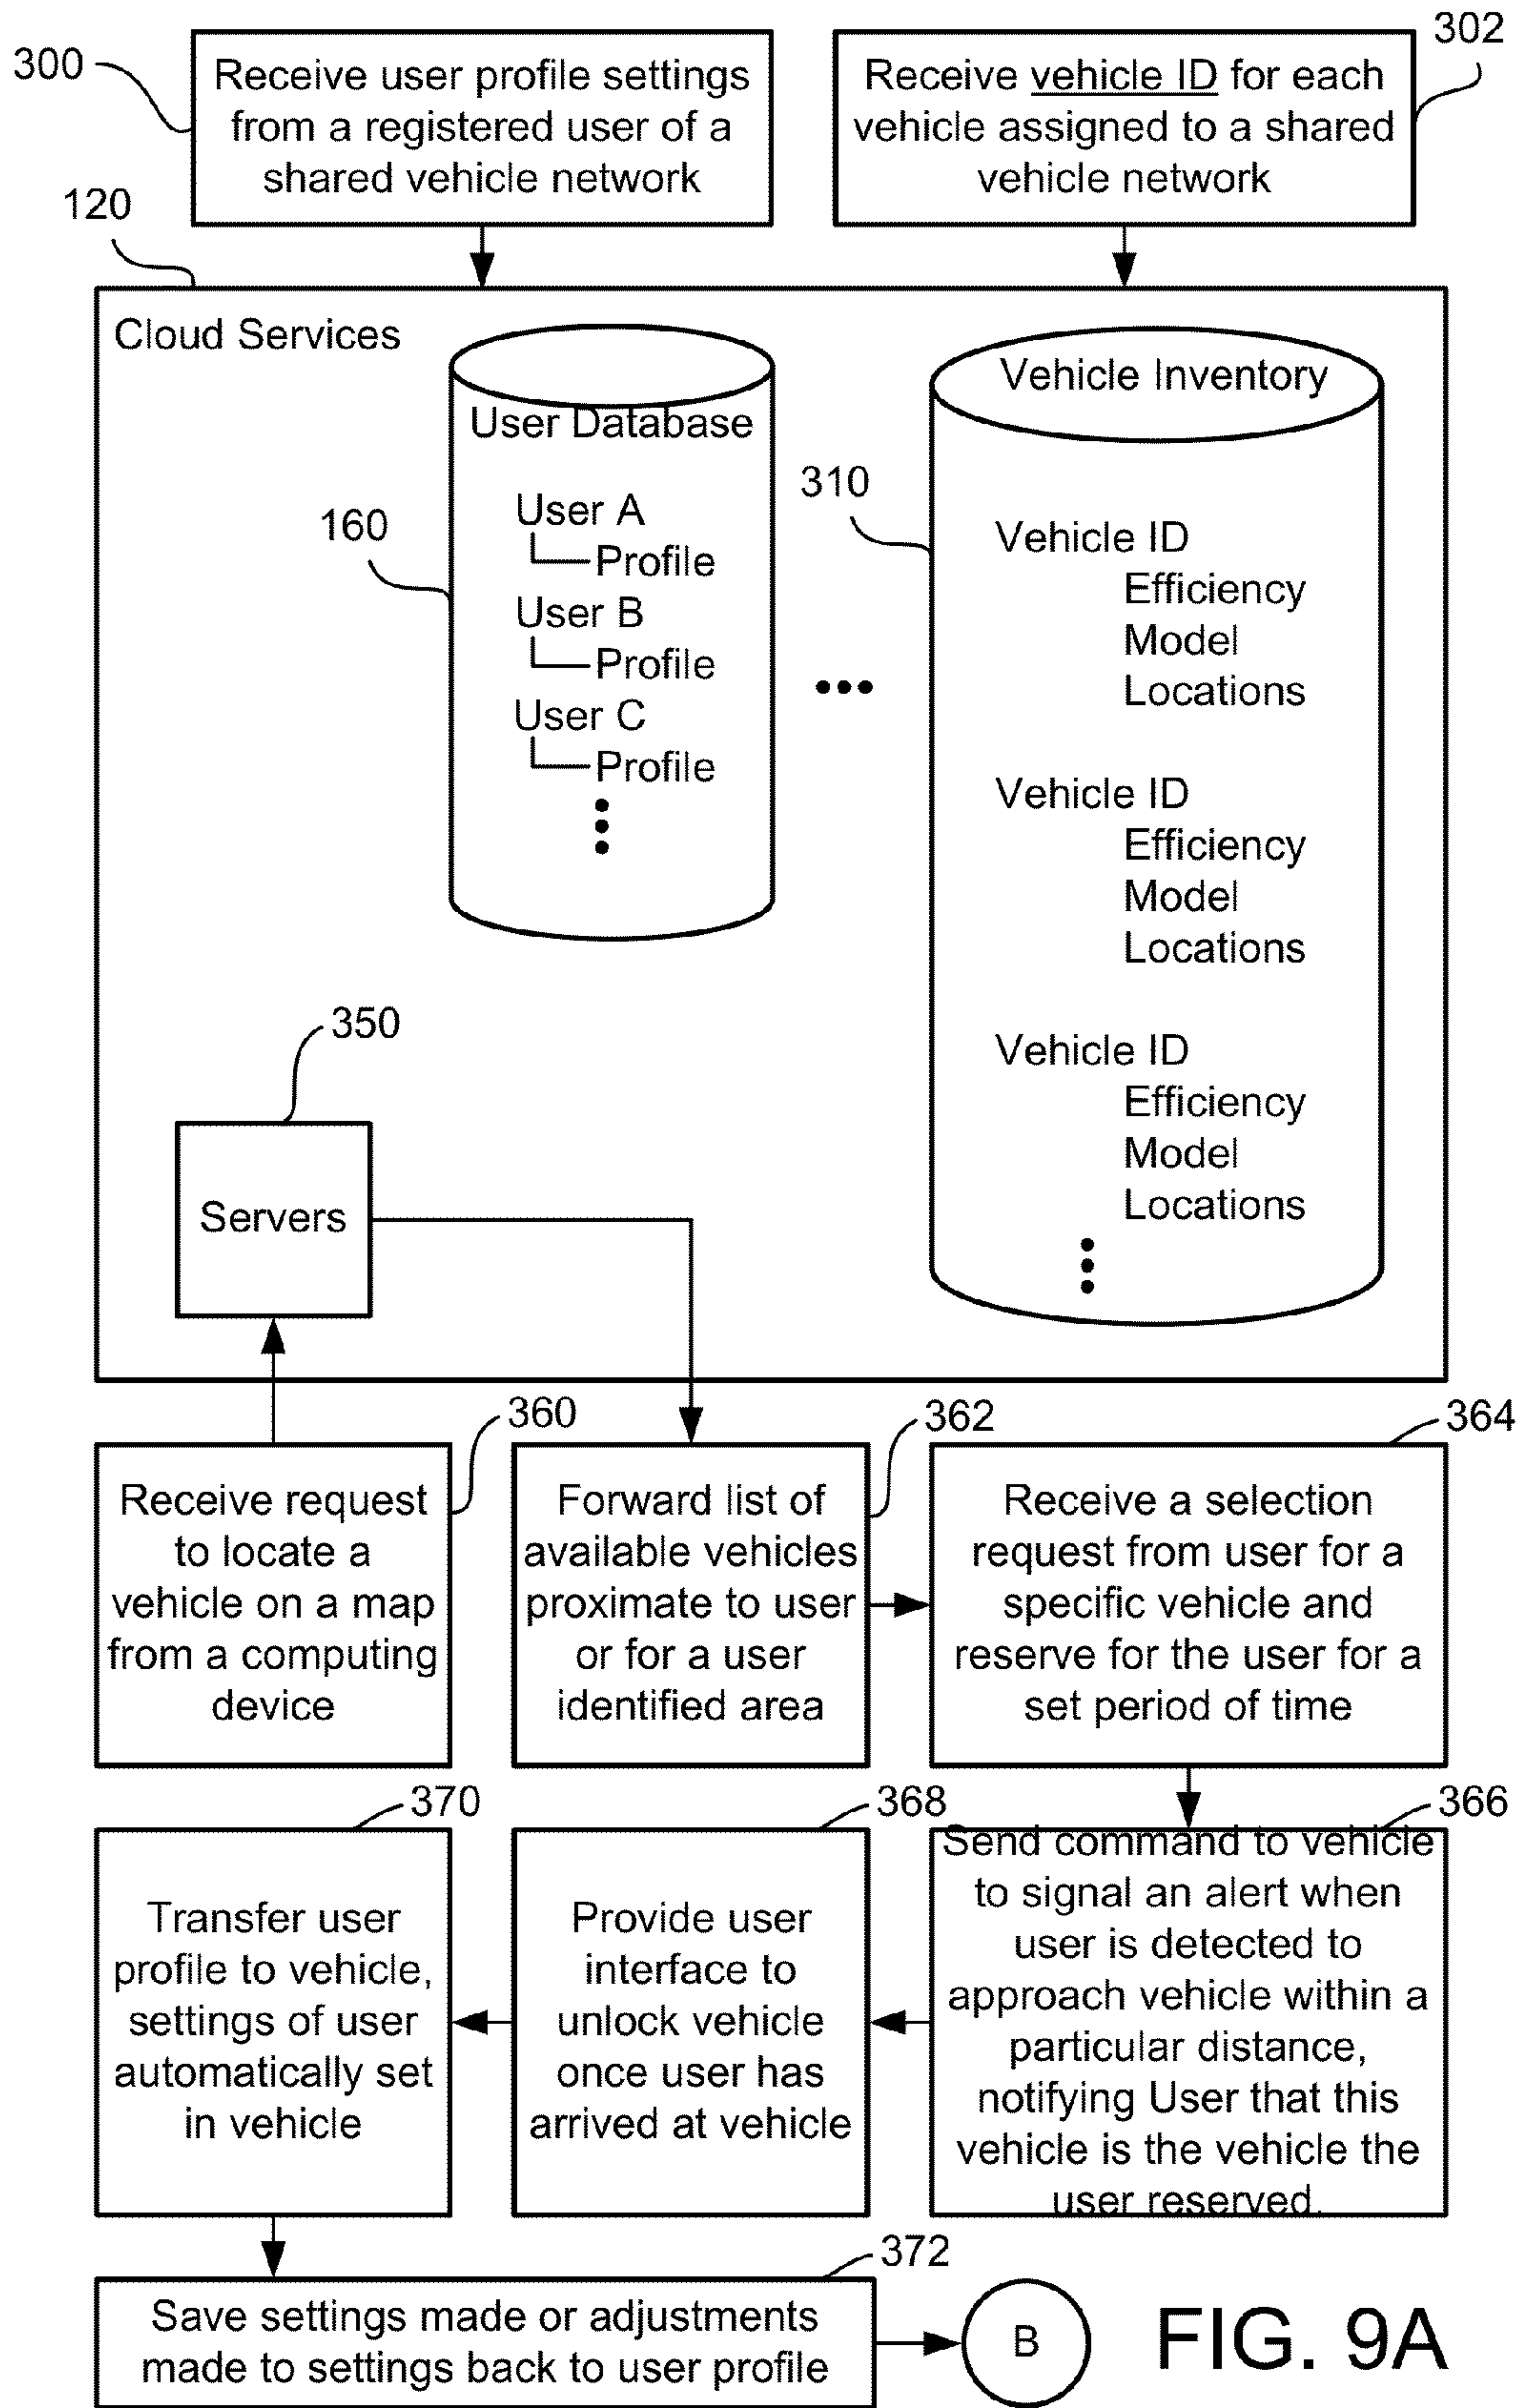 300
Receive user profile settings
from a registered user of a
shared vehicle network
302
Receive vehicle ID for each
vehicle assigned to a shared
vehicle network
120
Cloud Services
User Database
160
User A
Profile
User B
Profile
User C
Profile
Vehicle Inventory
310
Vehicle ID
Efficiency
Model
Locations
Vehicle ID
Efficiency
Model
Locations
Vehicle ID
Efficiency
Model
Locations
350
Servers
360
Receive request
to locate a
vehicle on a map
from a computing
device
362
Forward list of
available vehicles
proximate to user
or for a user
identified area
364
Receive a selection
request from user for a
specific vehicle and
reserve for the user for a
set period of time
366
Send command to vehicle
to signal an alert when
user is detected to
approach vehicle within a
particular distance,
notifying User that this
vehicle is the vehicle the
user reserved.
368
Provide user
interface to
unlock vehicle
once user has
arrived at vehicle
370
Transfer user
profile to vehicle,
settings of user
automatically set
in vehicle
372
Save settings made or adjustments
made to settings back to user profile
B
FIG. 9A